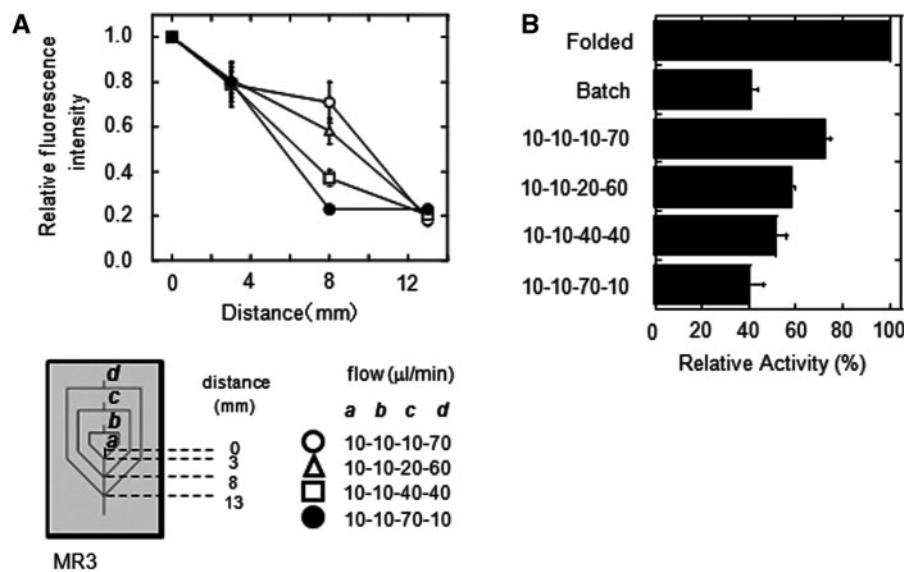 A
Relative fluorescence
intensity
1.0
0.8
0.6
0.4
0.2
0.0
0 4 8 12
Distance(mm)
d
c
b
a
distance
(mm)
0
3
8
13
MR3
flow (μl/min)
a b c d
10-10-10-70
10-10-20-60
10-10-40-40
10-10-70-10
B
Folded
Batch
10-10-10-70
10-10-20-60
10-10-40-40
10-10-70-10
0 20 40 60 80 100
Relative Activity (%)